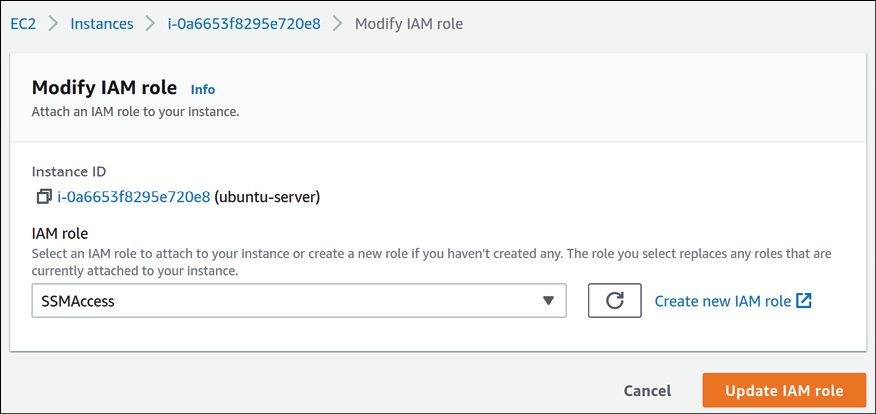 EC2 > Instances > i-0a6653f8295e720e8 > Modify IAM role
Modify IAM role Info
Attach an IAM role to your instance.
Instance ID
i-0a6653f8295e720e8 (ubuntu-server)
IAM role
Select an IAM role to attach to your instance or create a new role if you haven't created any. The role you select replaces any roles that are
currently attached to your instance.
SSMAccess
Create new IAM role
Cancel
Update IAM role